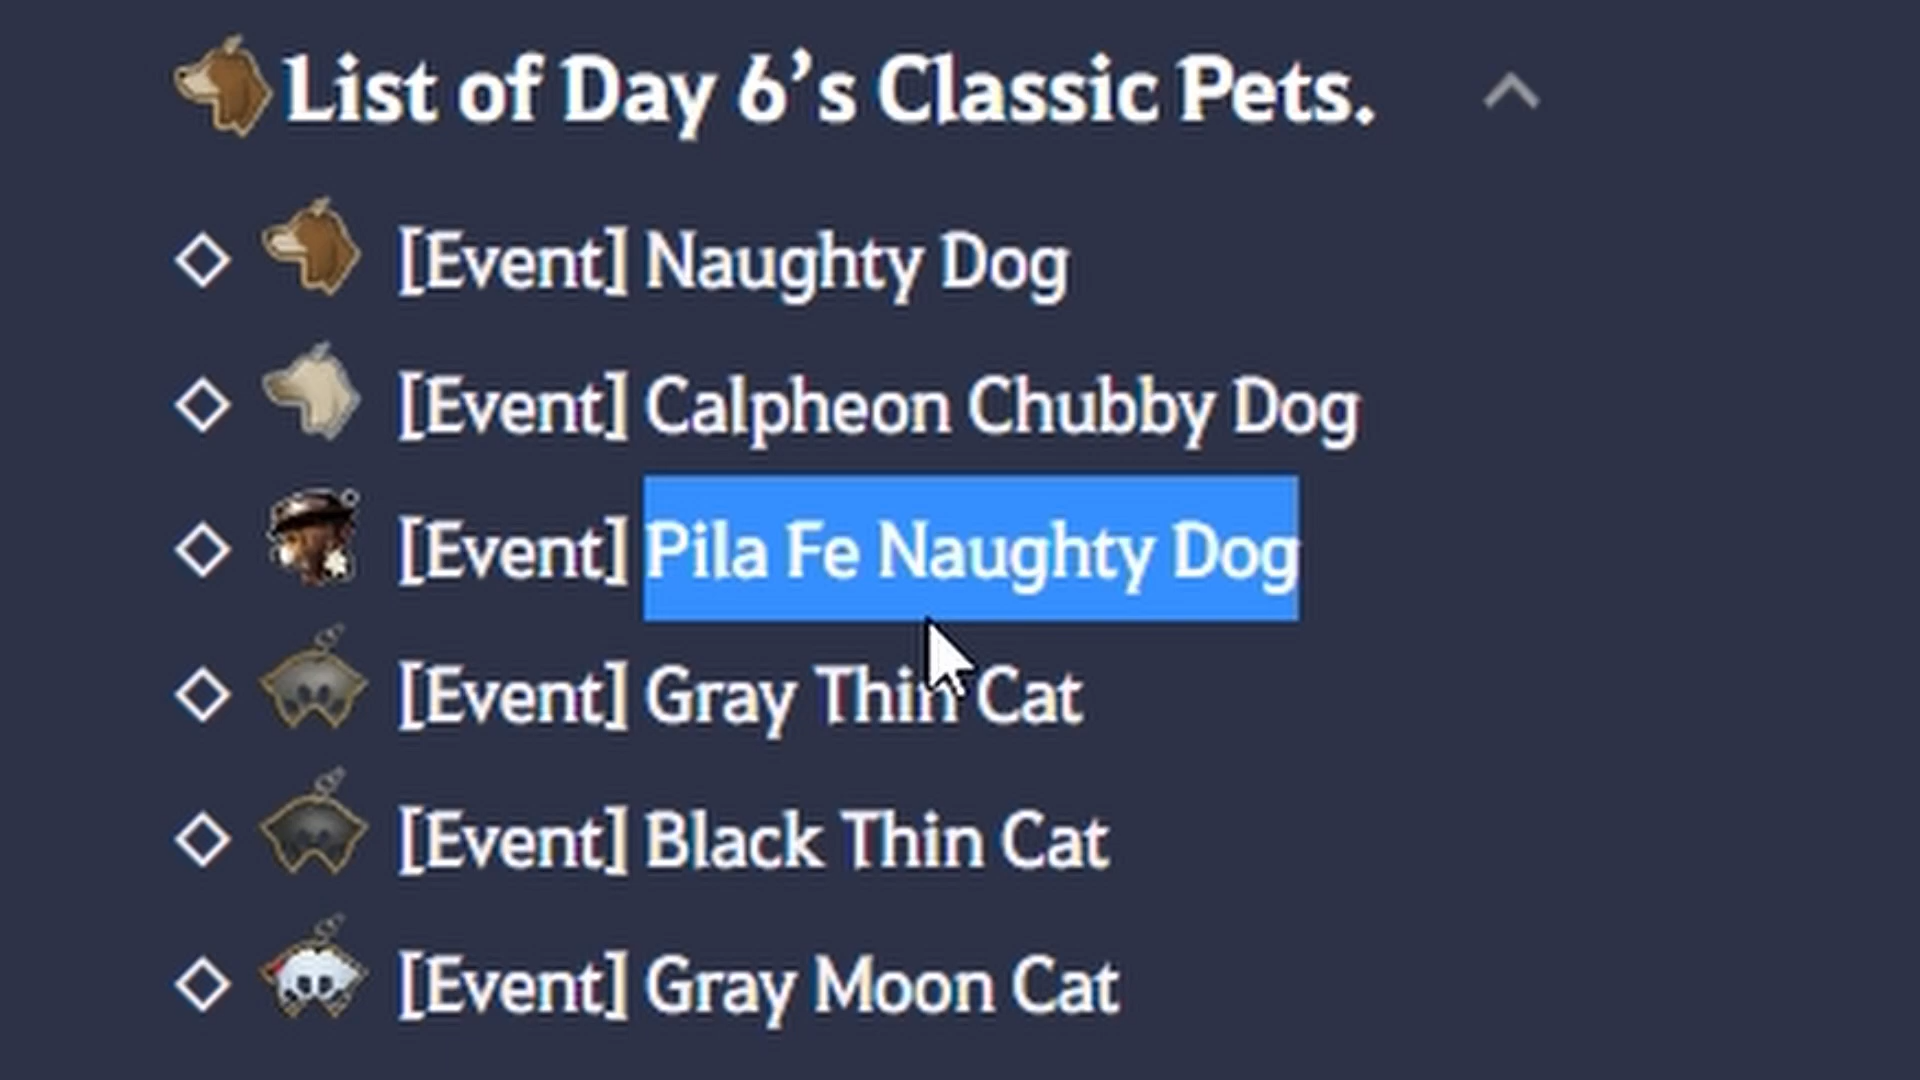 List of Day 6’s Classic Pets.
[Event] Naughty Dog
[Event] Calpheon Chubby Dog
[Event] Pila Fe Naughty Dog
[Event] Gray Thin Cat
[Event] Black Thin Cat
[Event] Gray Moon Cat